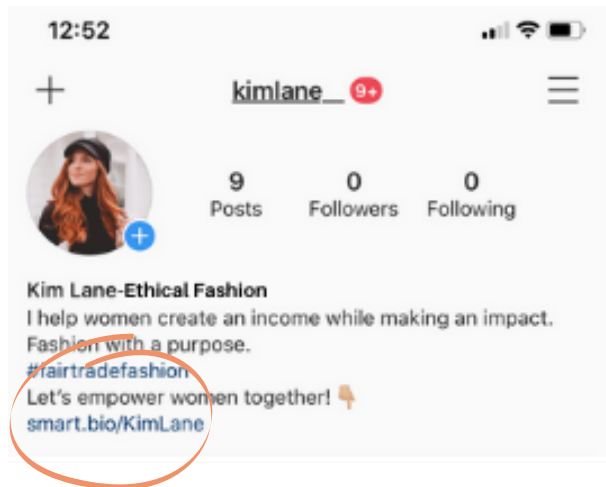 12:52
kimlane__ 9+
9 0 0
Posts Followers Following
Kim Lane-Ethical Fashion
I help women create an income while making an impact.
Fashion with a purpose.
#fairtradefashion
Let's empower women together! 👇🏼
smart.bio/KimLane